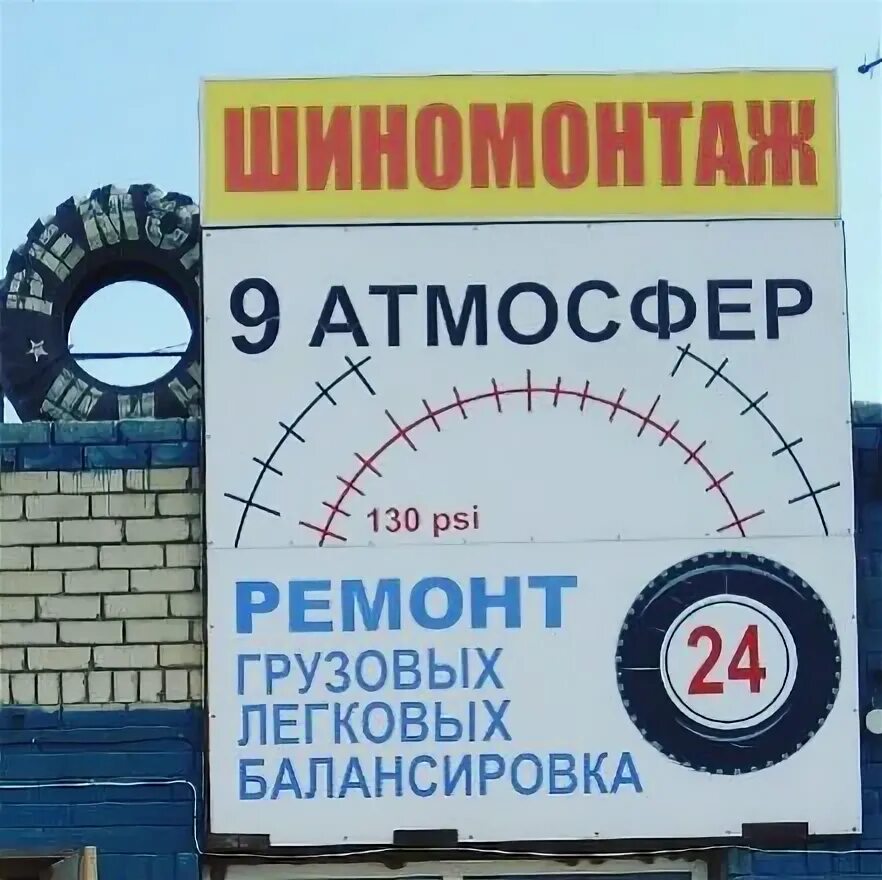 ШИНОМОНТАЖ
9 АТМОСФЕР
130 psi
РЕМОНТ
ГРУЗОВЫХ
ЛЕГКОВЫХ
БАЛАНСИРОВКА
24